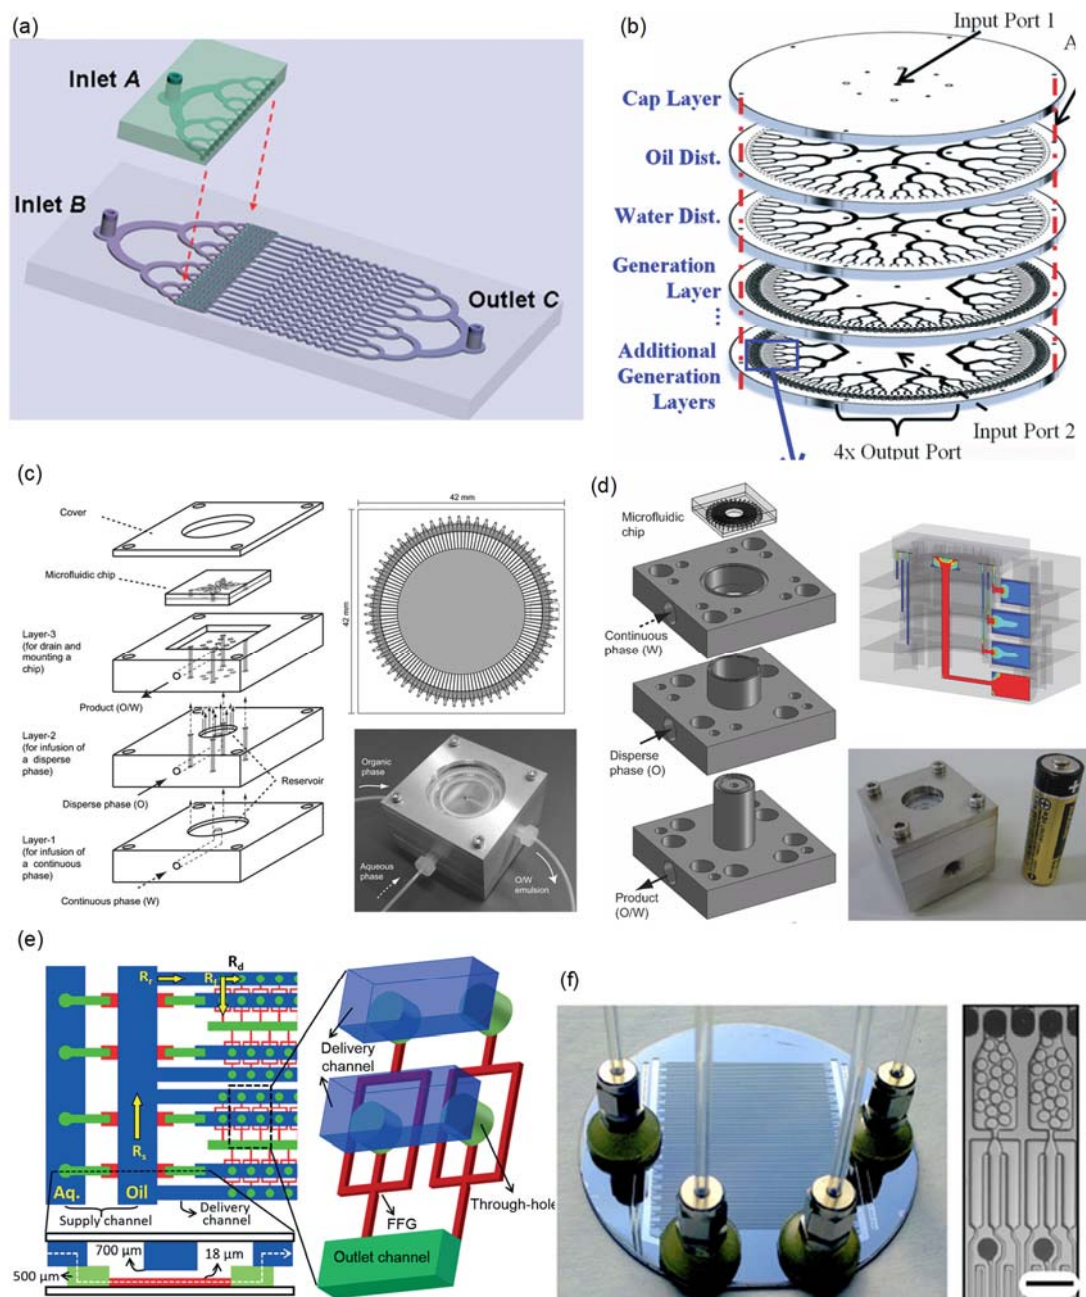 (a)
Inlet A
Inlet B
Outlet C
(b)
Input Port 1
A
Cap Layer
Oil Dist.
Water Dist.
Generation
Layer
...
Additional
Generation
Layers
Input Port 2
4x Output Port
(c)
Cover
Microfluidic chip
Layer-3
(for drain and
mounting a
chip)
Product (O/W)
Layer-2
(for infusion of
a disperse
phase)
Reservoir
Disperse phase (O)
Layer-1
(for infusion of
a continuous
phase)
Continuous phase (W)
42 mm
42 mm
Organic
phase
Aqueous
phase
O/W
emulsion
(d)
Microfluidic
chip
Continuous
phase (W)
Disperse
phase (O)
Product
(O/W)
(e)
Rd
Rr
Rf
Rs
Aq.
Oil
Supply channel
Delivery
channel
700 µm
18 µm
500 µm
Delivery
channel
Through-hole
FFG
Outlet channel
(f)